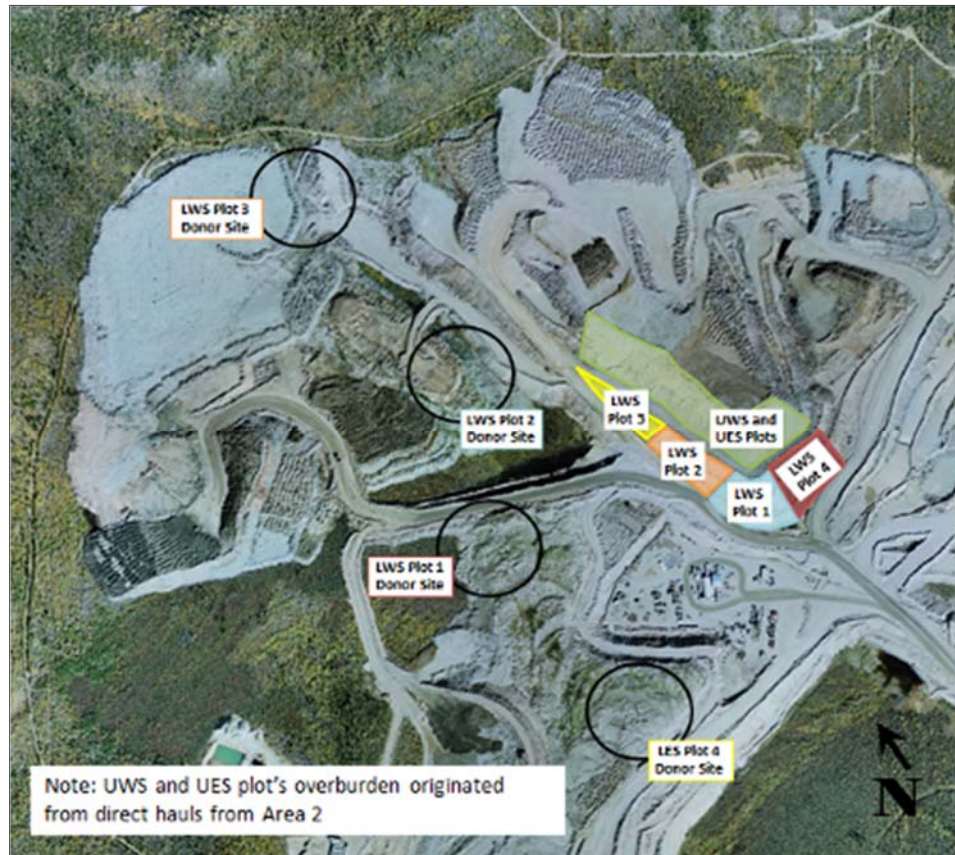 LWS Plot 3
Donor Site
LWS Plot 2
Donor Site
LWS
Plot 3
UWS and
UES Plots
LWS
Plot 2
LWS
Plot 4
LWS
Plot 1
LWS Plot 1
Donor Site
LES Plot 4
Donor Site
N
Note: UWS and UES plot's overburden originated
from direct hauls from Area 2